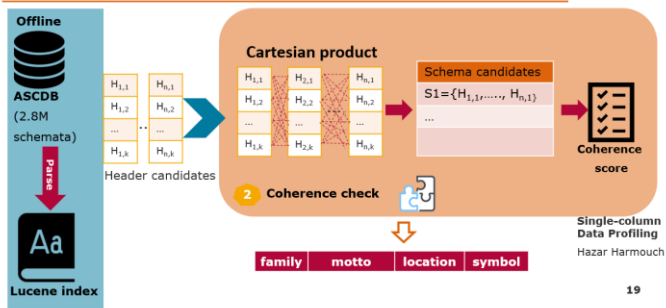 Offline
ASCDB
(2.8M
schemata)
Parse
Aa
Lucene index
H1,1
H1,2
...
H1,k
..
Hn,1
Hn,2
...
Hn,k
Header candidates
Cartesian product
H1,1
H1,2
...
H1,k
H2,1
H2,2
...
H2,k
Hn,1
Hn,2
...
Hn,k
Schema candidates
S1={H1,1,....., Hn,1}
...
Coherence
score
2 Coherence check
family motto location symbol
Single-column
Data Profiling
Hazar Harmouch
19